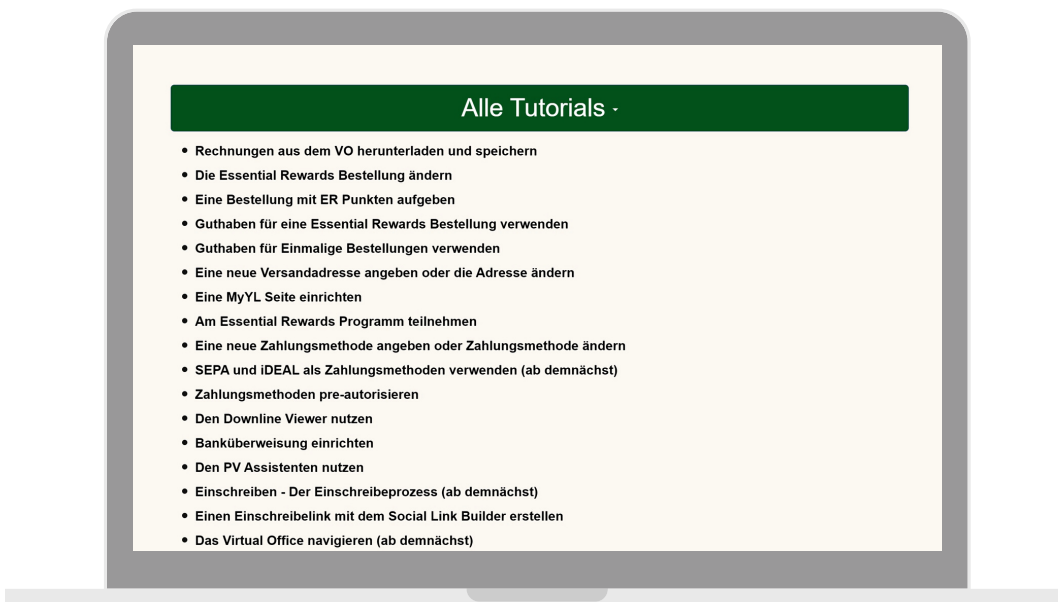 Alle Tutorials
Rechnungen aus dem VO herunterladen und speichern
Die Essential Rewards Bestellung ändern
Eine Bestellung mit ER Punkten aufgeben
Guthaben für eine Essential Rewards Bestellung verwenden
Guthaben für Einmalige Bestellungen verwenden
Eine neue Versandadresse angeben oder die Adresse ändern
Eine MyYL Seite einrichten
Am Essential Rewards Programm teilnehmen
Eine neue Zahlungsmethode angeben oder Zahlungsmethode ändern
SEPA und iDEAL als Zahlungsmethoden verwenden (ab demnächst)
Zahlungsmethoden pre-autorisieren
Den Downline Viewer nutzen
Banküberweisung einrichten
Den PV Assistenten nutzen
Einschreiben - Der Einschreibeprozess (ab demnächst)
Einen Einschreibelink mit dem Social Link Builder erstellen
Das Virtual Office navigieren (ab demnächst)